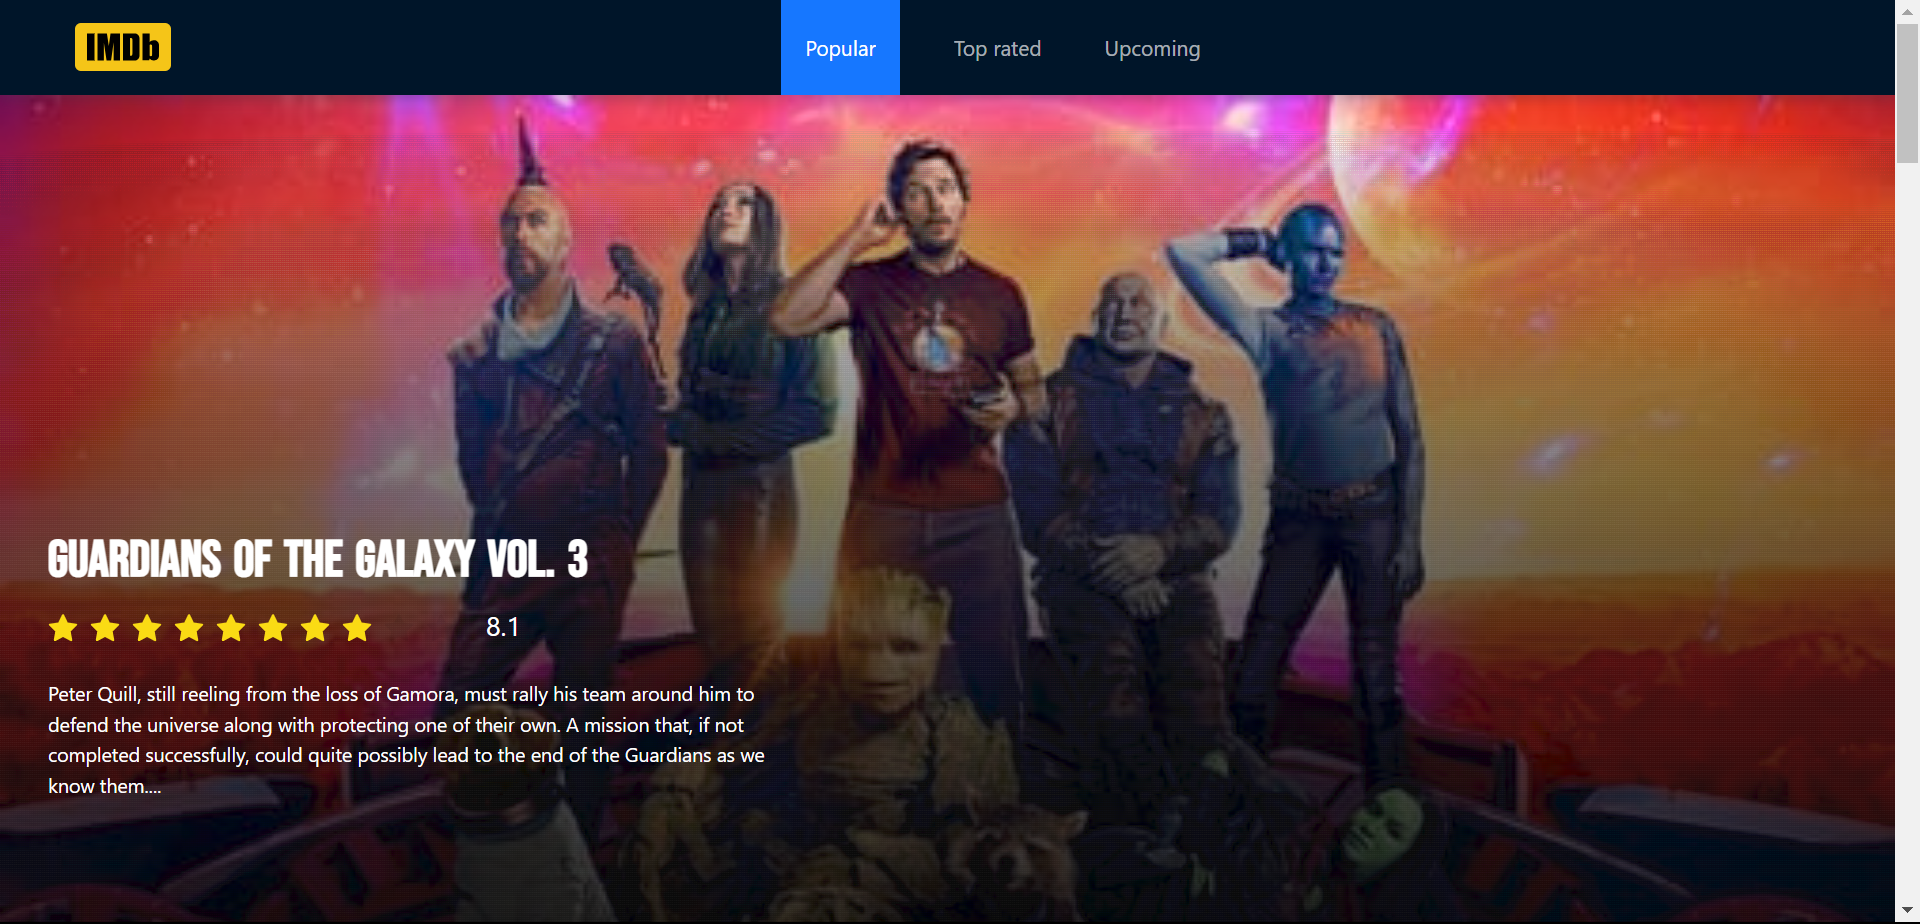 IMDb
Popular
Top rated
Upcoming
GUARDIANS OF THE GALAXY VOL. 3
8.1
Peter Quill, still reeling from the loss of Gamora, must rally his team around him to
defend the universe along with protecting one of their own. A mission that, if not
completed successfully, could quite possibly lead to the end of the Guardians as we
know them....